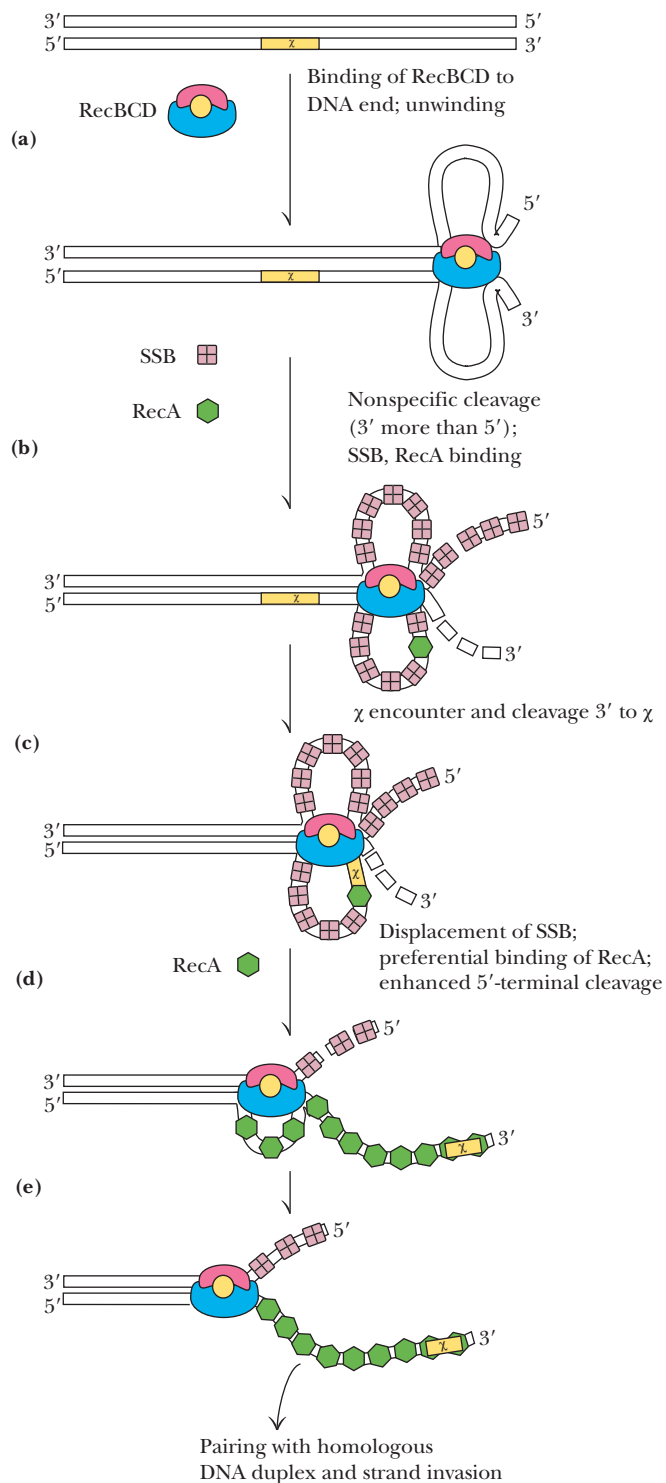 3′ 5′
5′ χ 3′
Binding of RecBCD to
DNA end; unwinding
RecBCD
(a)
5′
3′
5′ χ
3′
SSB
RecA
Nonspecific cleavage
(3′ more than 5′);
SSB, RecA binding
(b)
5′
3′
5′ χ
3′
χ encounter and cleavage 3′ to χ
(c)
5′
3′
5′
χ
3′
Displacement of SSB;
preferential binding of RecA;
enhanced 5′-terminal cleavage
RecA
(d)
5′
3′
5′
χ 3′
(e)
5′
3′
5′
χ 3′
Pairing with homologous
DNA duplex and strand invasion